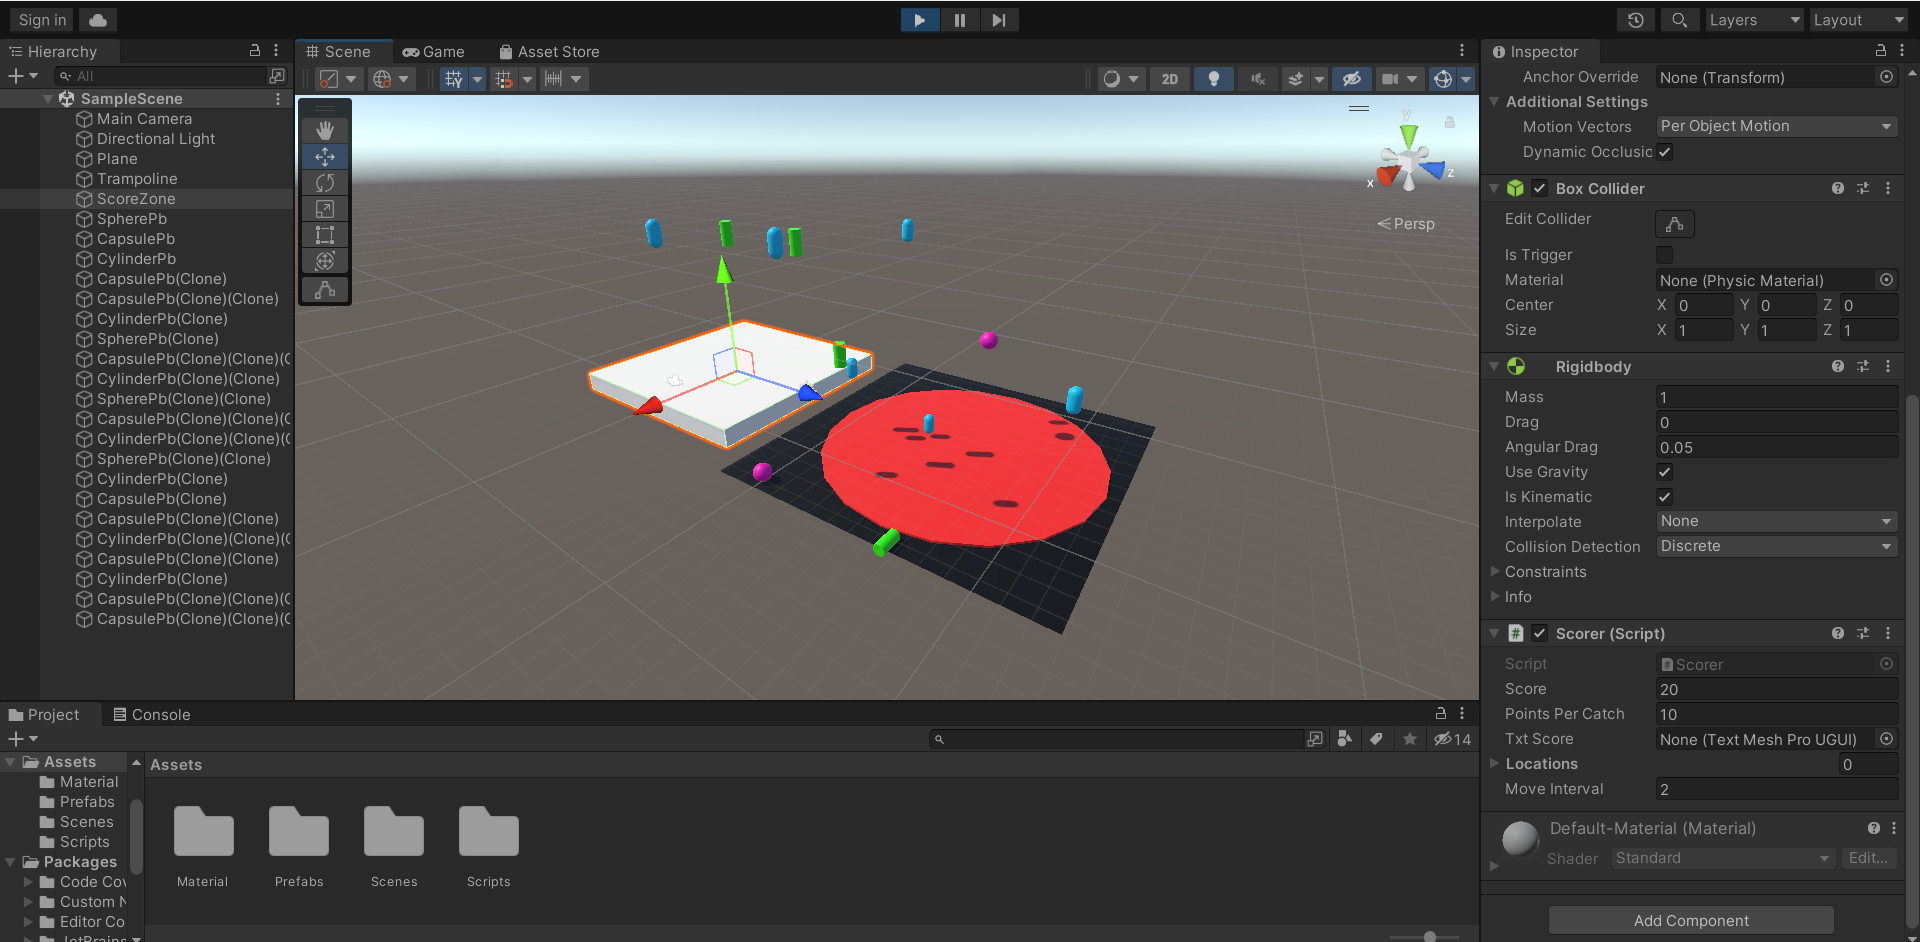 Sign in
Layers
Layout
Hierarchy
All
SampleScene
Main Camera
Directional Light
Plane
Trampoline
ScoreZone
SpherePb
CapsulePb
CylinderPb
CapsulePb(Clone)
CapsulePb(Clone)(Clone)
CylinderPb(Clone)
SpherePb(Clone)
CapsulePb(Clone)(Clone)(C
CylinderPb(Clone)(Clone)
SpherePb(Clone)(Clone)
CapsulePb(Clone)(Clone)(C
CylinderPb(Clone)(Clone)(C
SpherePb(Clone)(Clone)
CylinderPb(Clone)
CapsulePb(Clone)
CapsulePb(Clone)(Clone)
CylinderPb(Clone)(Clone)(C
CapsulePb(Clone)(Clone)
CylinderPb(Clone)
CapsulePb(Clone)(Clone)(C
CapsulePb(Clone)(Clone)(C
Scene Game Asset Store
2D
y
x z
Persp
Inspector
Anchor Override None (Transform)
Additional Settings
Motion Vectors Per Object Motion
Dynamic Occlusic
Box Collider
Edit Collider
Is Trigger
Material None (Physic Material)
Center X 0 Y 0 Z 0
Size X 1 Y 1 Z 1
Rigidbody
Mass 1
Drag 0
Angular Drag 0.05
Use Gravity
Is Kinematic
Interpolate None
Collision Detection Discrete
Constraints
Info
# Scorer (Script)
Script # Scorer
Score 20
Points Per Catch 10
Txt Score None (Text Mesh Pro UGUI)
Locations 0
Move Interval 2
Default-Material (Material)
Shader Standard Edit...
Add Component
Project Console
14
Assets
Material
Prefabs
Scenes
Scripts
Packages
Code Cov
Custom N
Editor Co
JetBrains
Assets
Material Prefabs Scenes Scripts